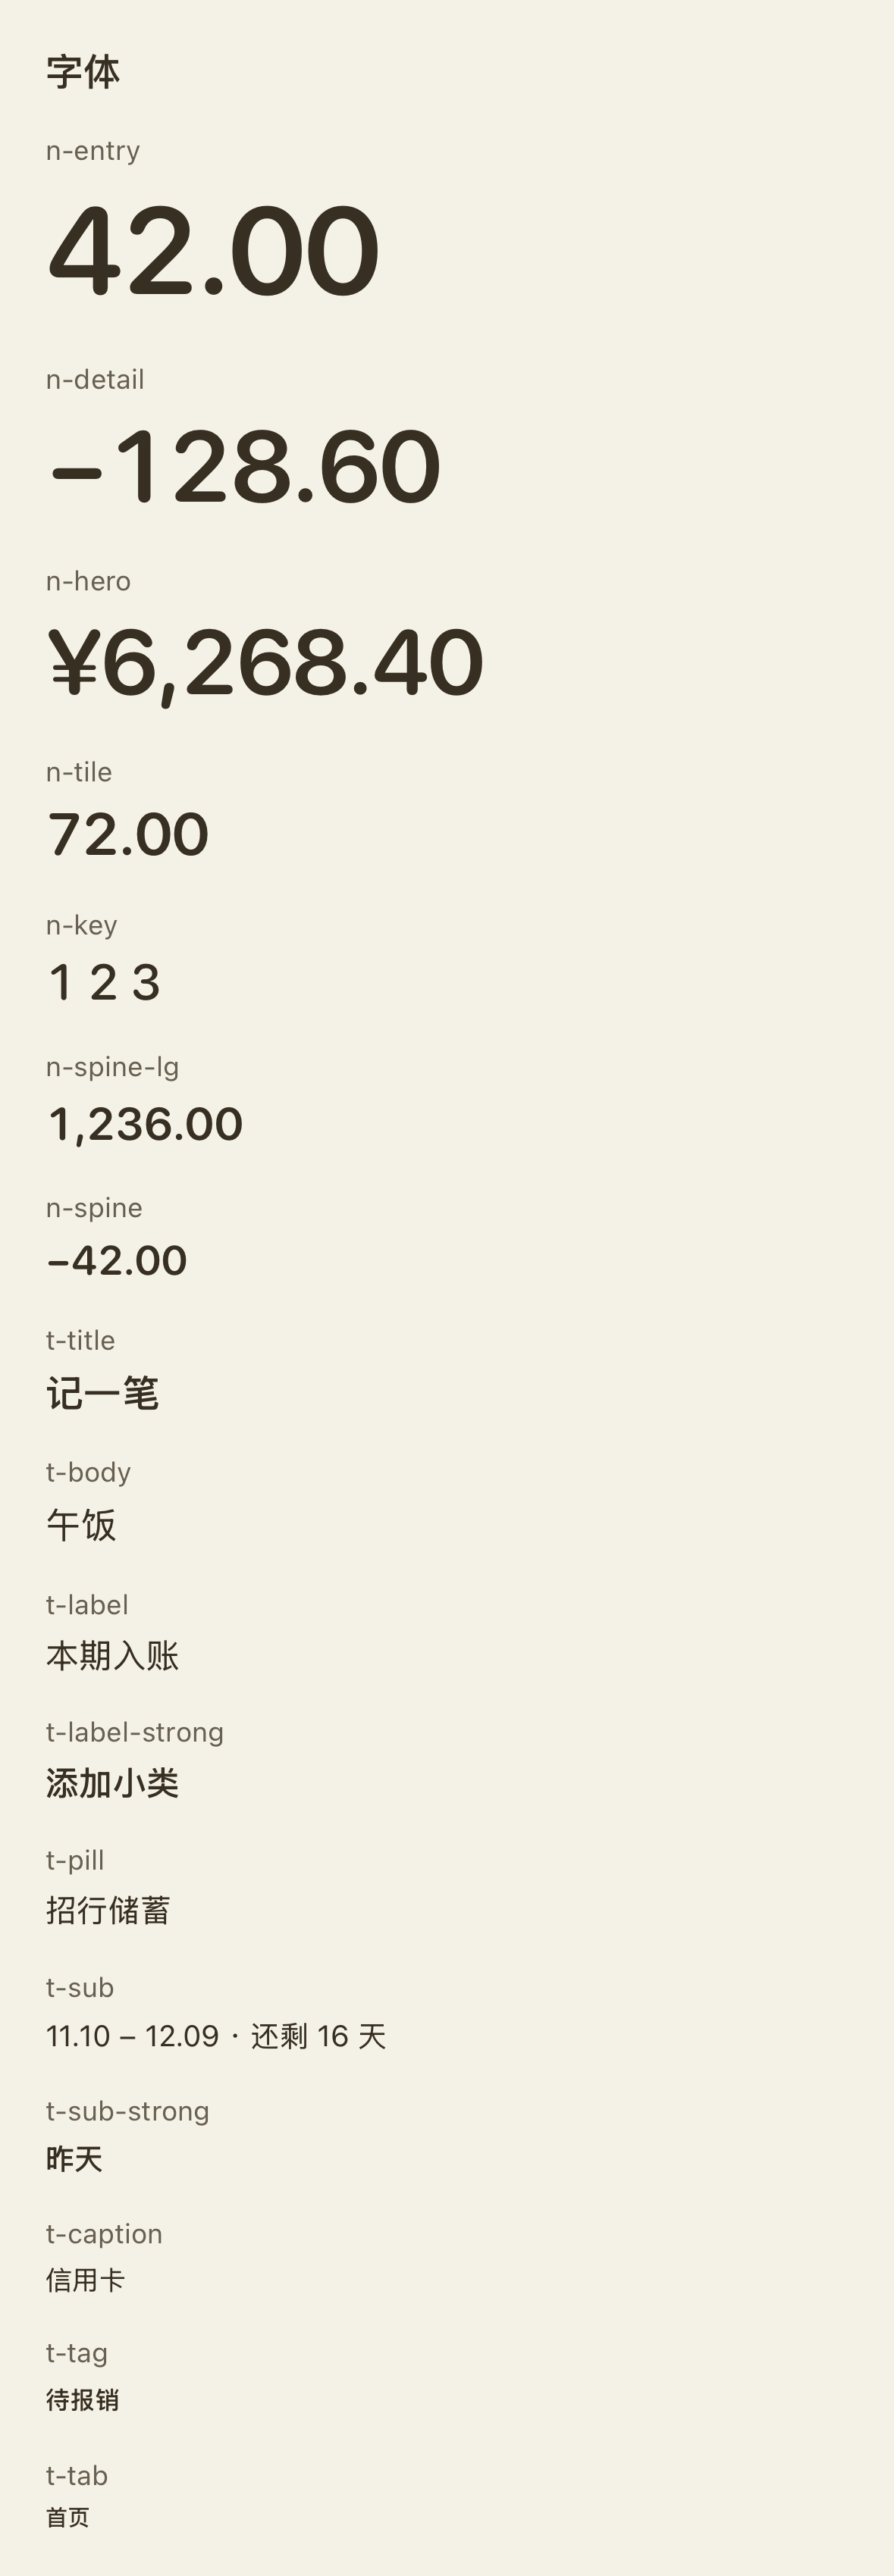 字体
n-entry
42.00
n-detail
−128.60
n-hero
¥6,268.40
n-tile
72.00
n-key
1 2 3
n-spine-lg
1,236.00
n-spine
−42.00
t-title
记一笔
t-body
午饭
t-label
本期入账
t-label-strong
添加小类
t-pill
招行储蓄
t-sub
11.10 – 12.09 · 还剩 16 天
t-sub-strong
昨天
t-caption
信用卡
t-tag
待报销
t-tab
首页